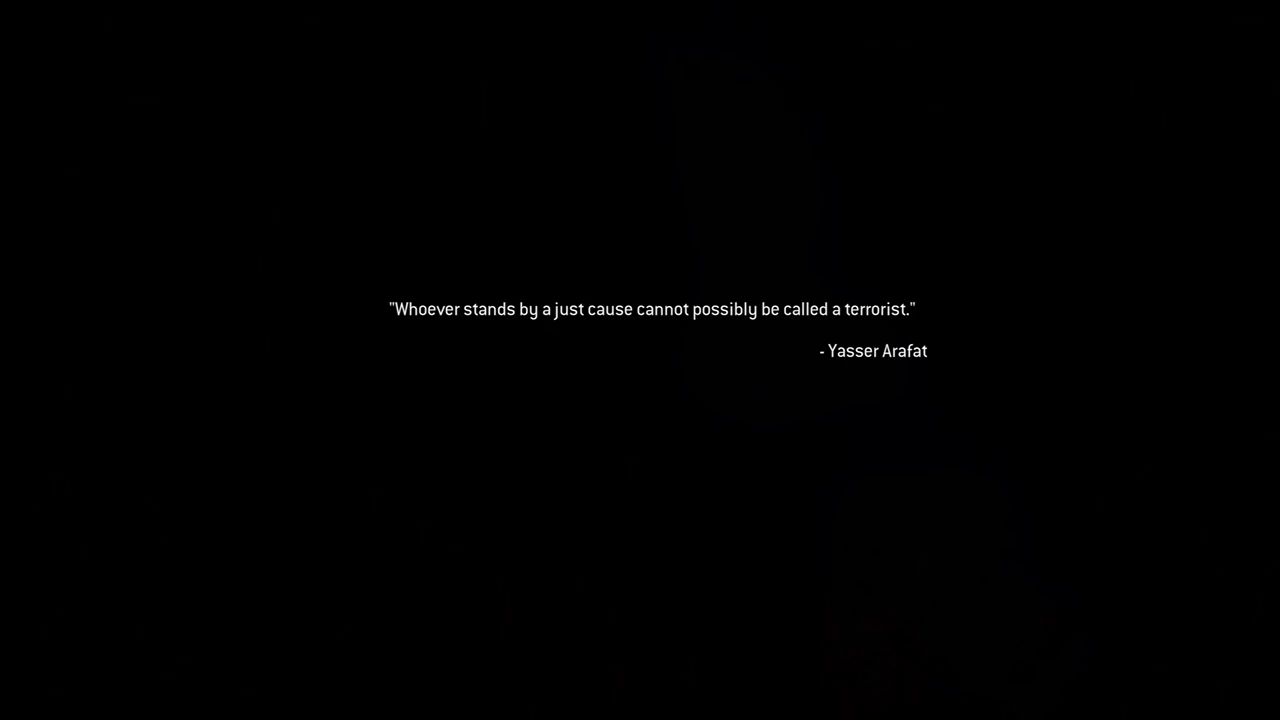 "Whoever stands by a just cause cannot possibly be called a terrorist."
- Yasser Arafat